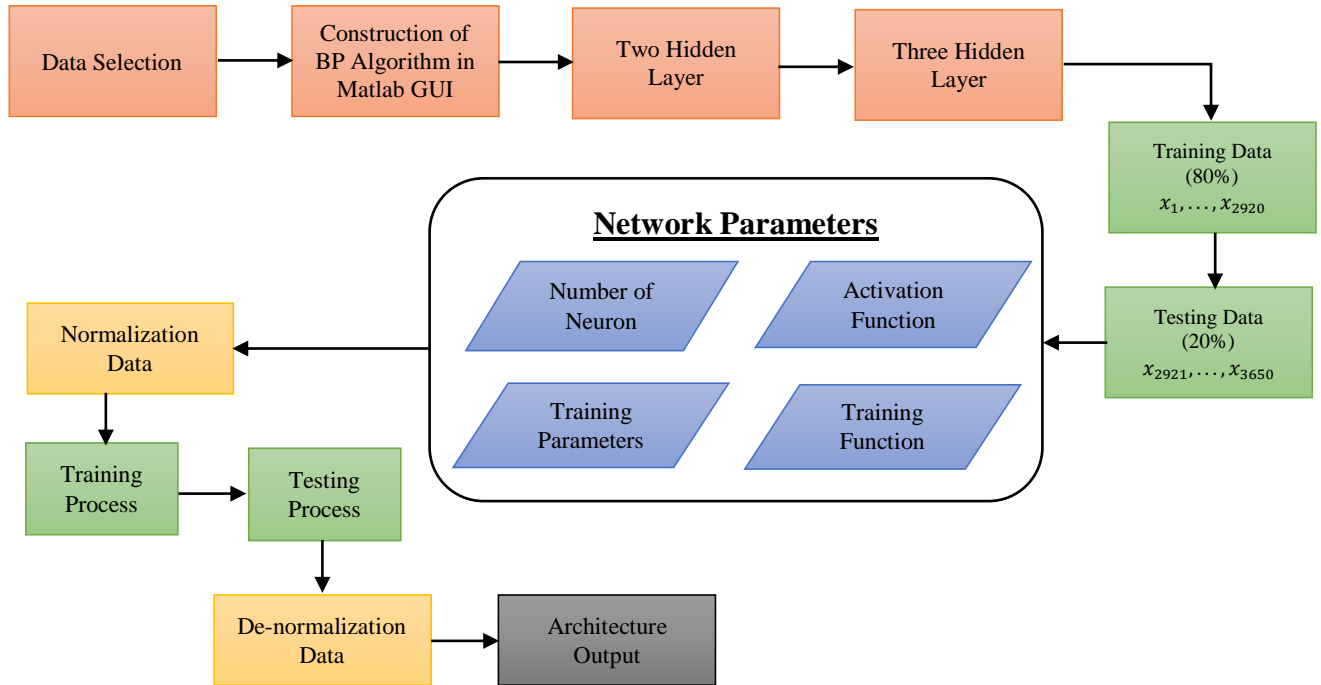 Data Selection
Construction of
BP Algorithm in
Matlab GUI
Two Hidden
Layer
Three Hidden
Layer
Training Data
(80%)
𝑥₁, . . . , 𝑥₂₉₂₀
Testing Data
(20%)
𝑥₂₉₂₁, . . . , 𝑥₃₆₅₀
Network Parameters
Number of
Neuron
Activation
Function
Training
Parameters
Training
Function
Normalization
Data
Training
Process
Testing
Process
De-normalization
Data
Architecture
Output